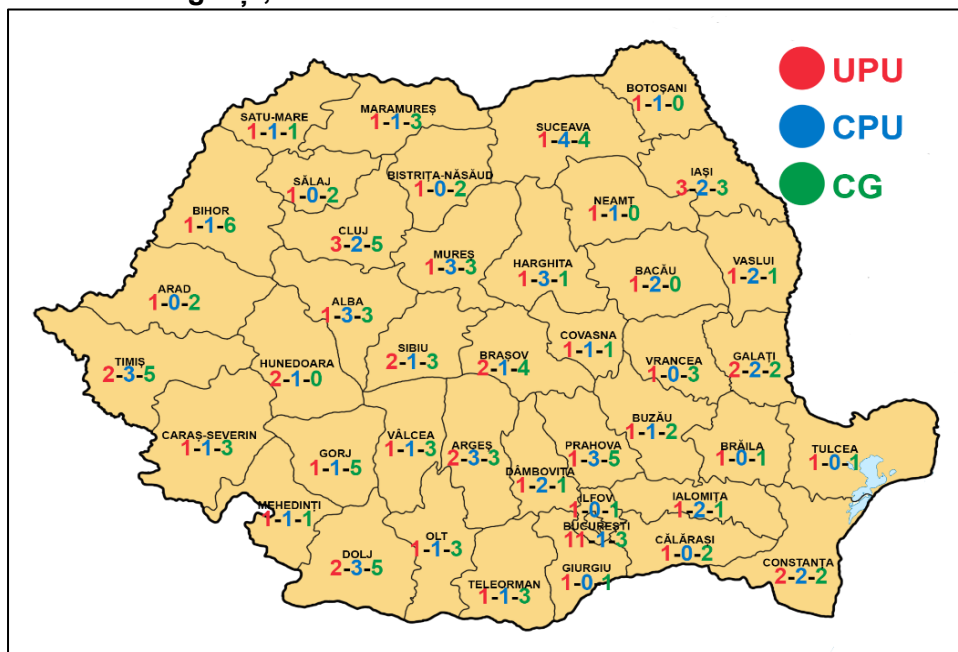 UPU
CPU
CG
BOTOȘANI
1-1-0
SATU-MARE
1-1-1
MARAMUREȘ
1-1-3
SUCEAVA
1-4-4
IAȘI
3-2-3
SĂLAJ
1-0-2
BISTRIȚA-NĂSĂUD
1-0-2
NEAMȚ
1-1-0
BIHOR
1-1-6
CLUJ
3-2-5
MUREȘ
1-3-3
HARGHITA
1-3-1
BACĂU
1-2-0
VASLUI
1-2-1
ARAD
1-0-2
ALBA
1-3-3
COVASNA
1-1-1
TIMIȘ
2-3-5
HUNEDOARA
2-1-0
SIBIU
2-1-3
BRAȘOV
2-1-4
VRANCEA
1-0-3
GALAȚI
2-2-2
CARAȘ-SEVERIN
1-1-3
GORJ
1-1-5
VÂLCEA
1-1-3
ARGEȘ
2-3-3
PRAHOVA
1-3-5
BUZĂU
1-1-2
BRĂILA
1-0-1
TULCEA
1-0-1
DÂMBOVIȚA
1-2-1
MEHEDINȚI
1-1-1
ILFOV
1-0-1
IALOMIȚA
1-2-1
BUCUREȘTI
11-1-3
DOLJ
2-3-5
OLT
1-1-3
TELEORMAN
1-1-3
GIURGIU
1-0-1
CĂLĂRAȘI
1-0-2
CONSTANȚA
2-2-2